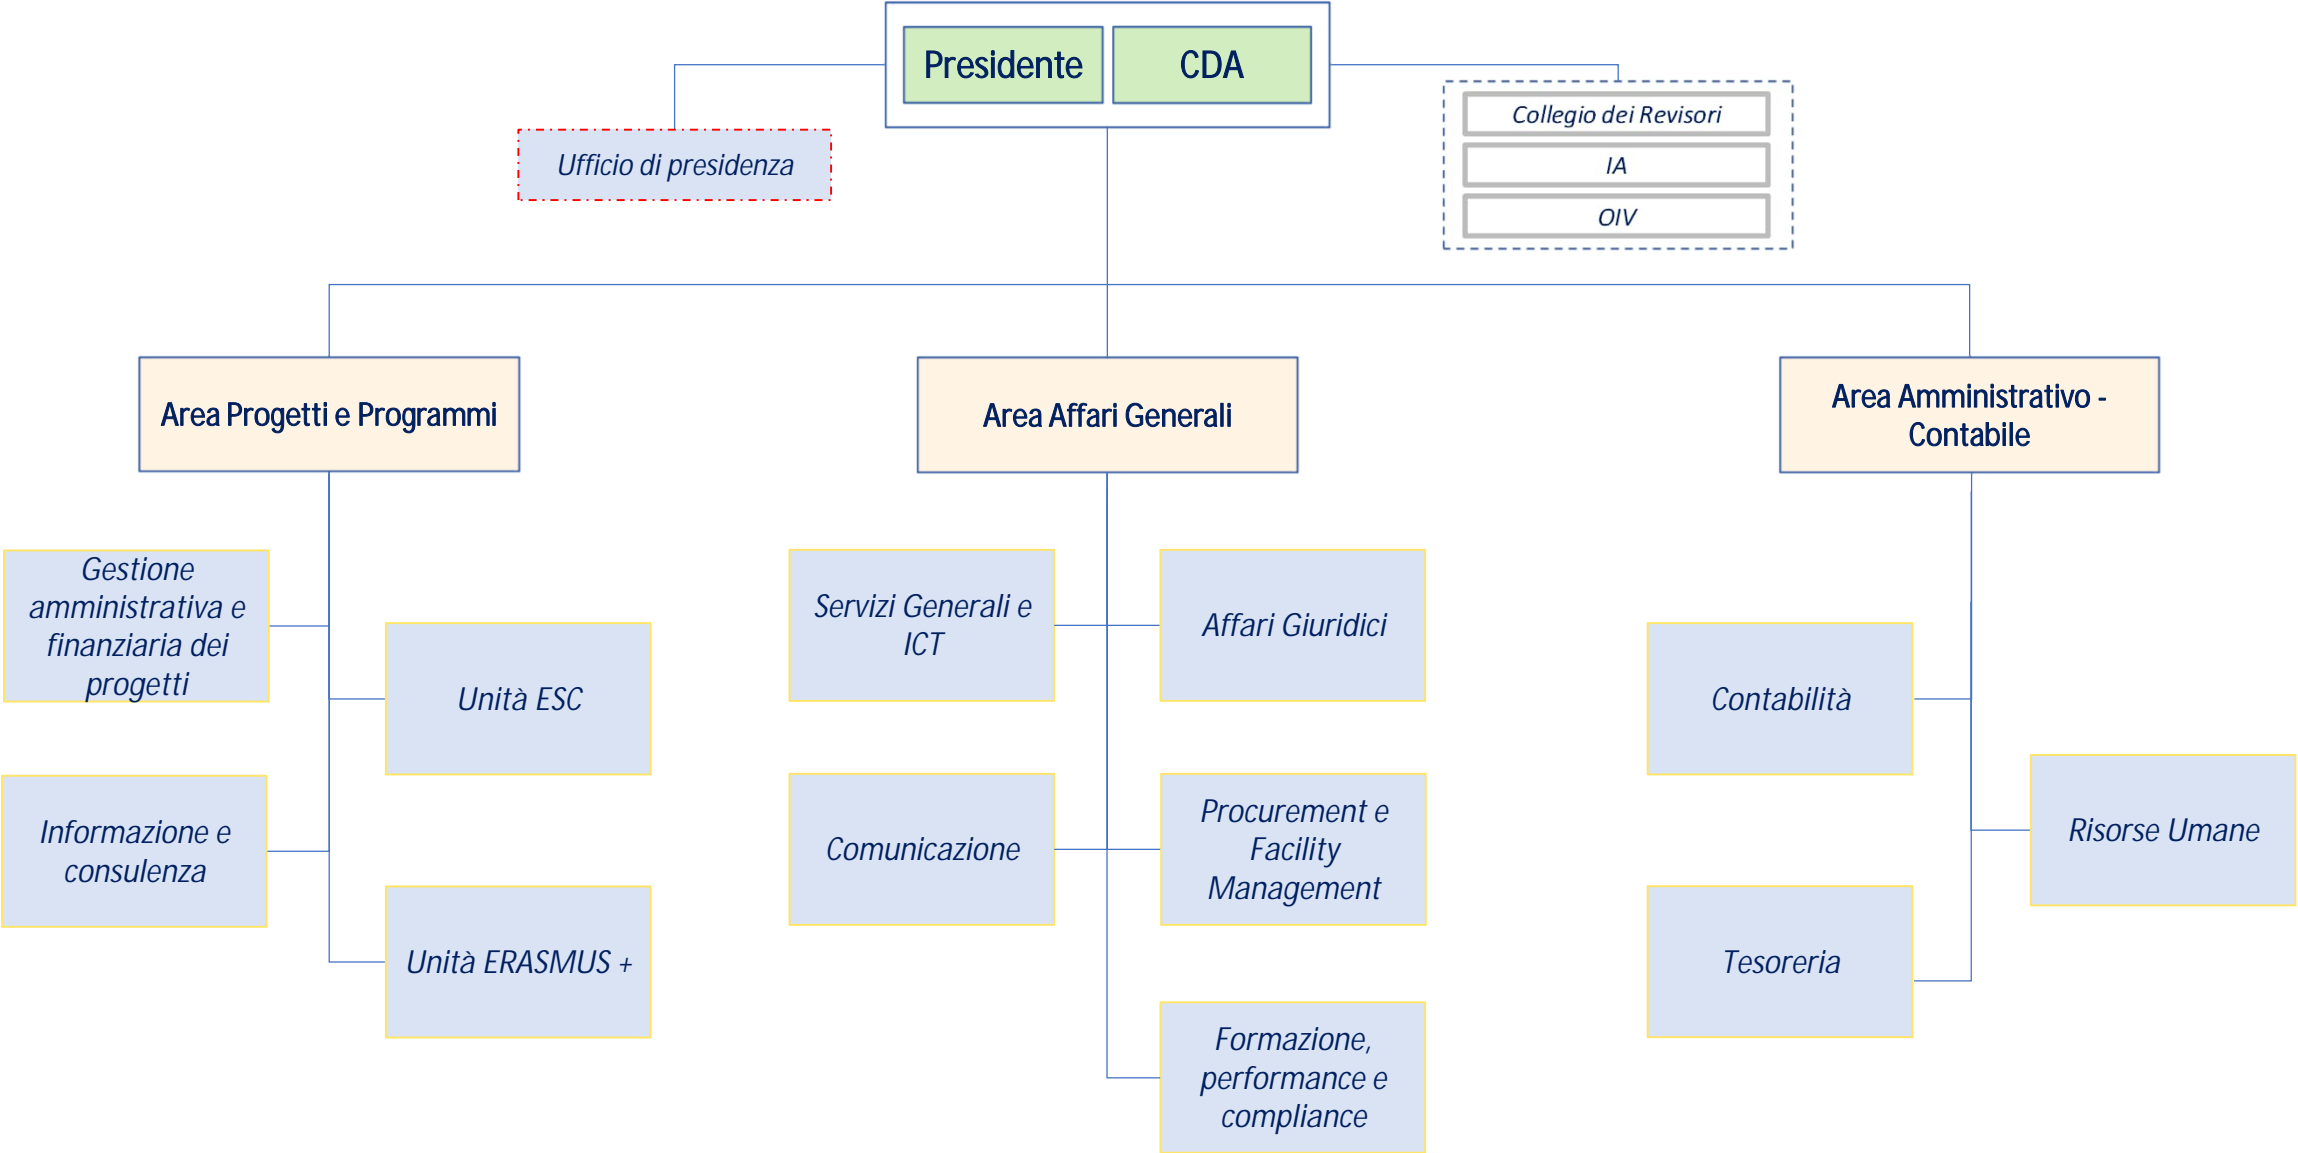 Presidente
CDA
Ufficio di presidenza
Collegio dei Revisori
IA
OIV
Area Progetti e Programmi
Area Affari Generali
Area Amministrativo -
Contabile
Gestione
amministrativa e
finanziaria dei
progetti
Unità ESC
Informazione e
consulenza
Unità ERASMUS +
Servizi Generali e
ICT
Affari Giuridici
Comunicazione
Procurement e
Facility
Management
Formazione,
performance e
compliance
Contabilità
Risorse Umane
Tesoreria